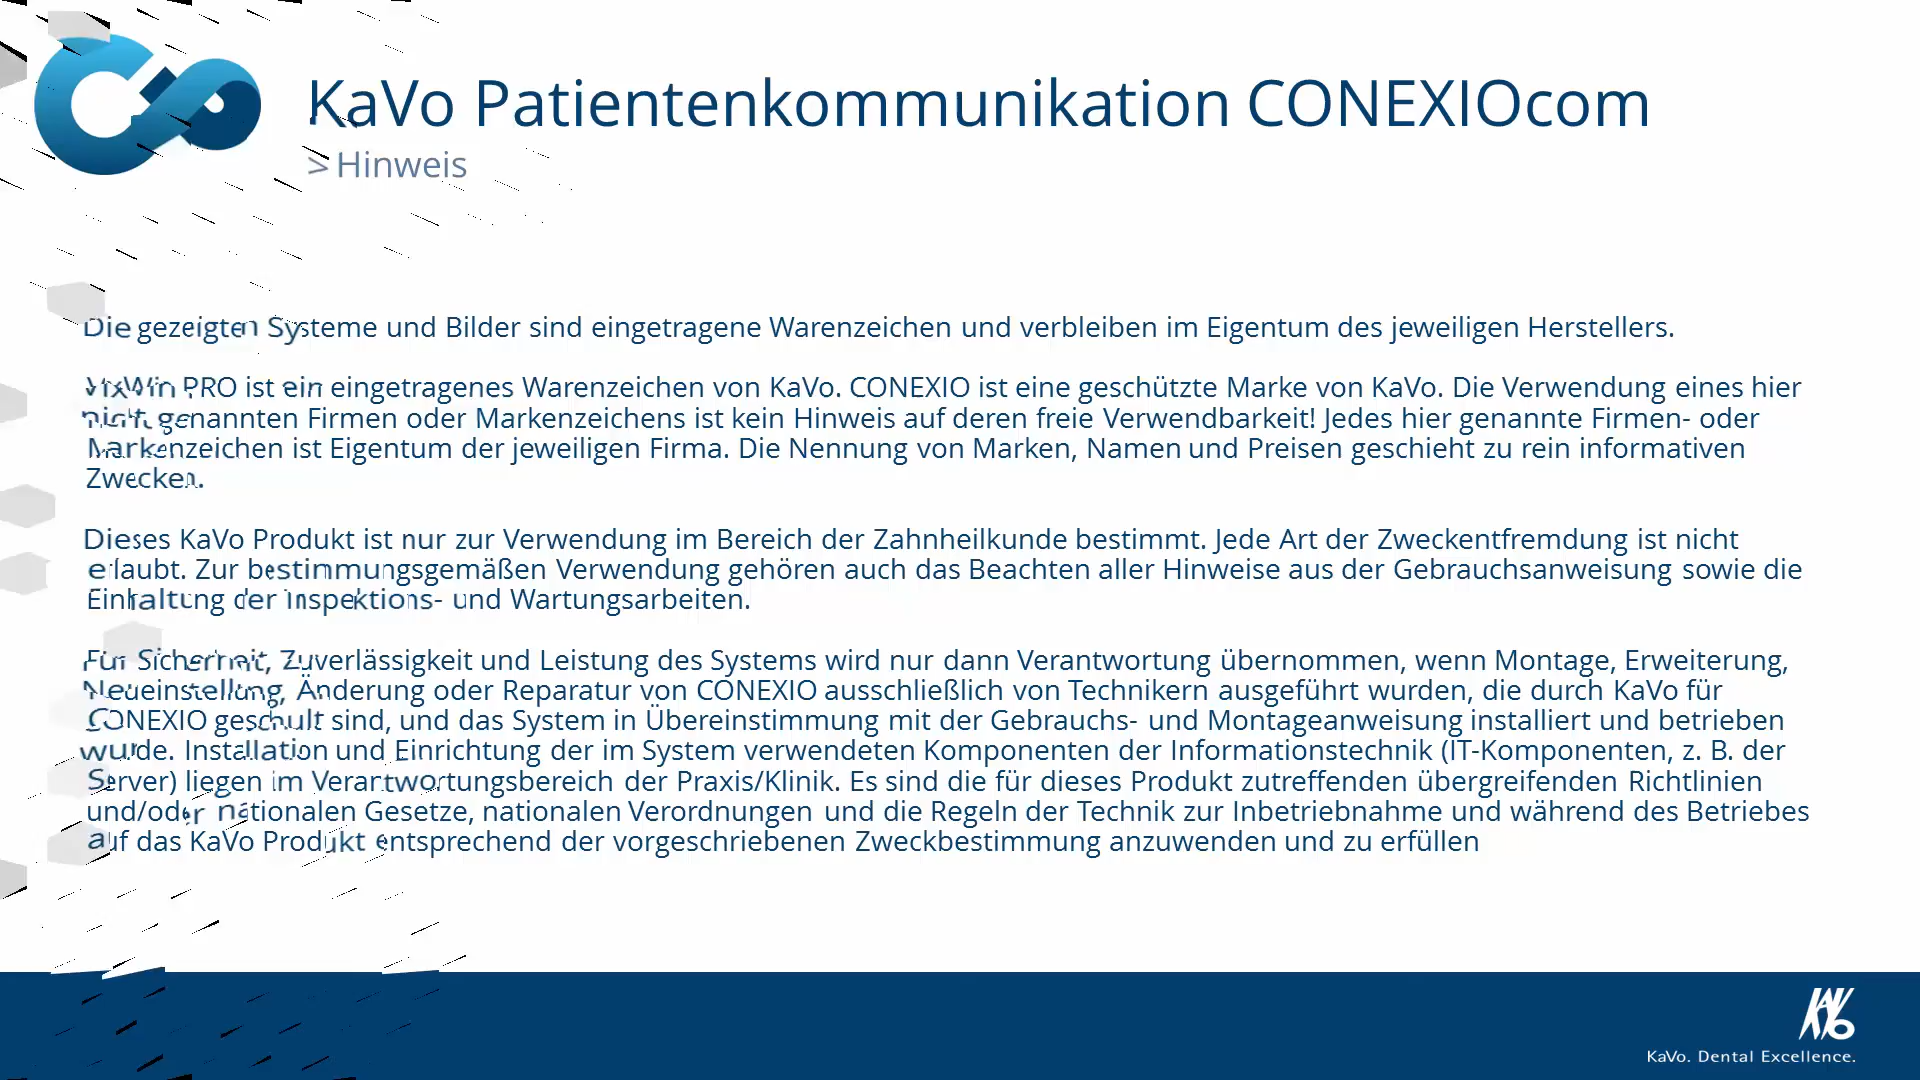 KaVo Patientenkommunikation CONEXIOcom
> Hinweis
Die gezeigten Systeme und Bilder sind eingetragene Warenzeichen und verbleiben im Eigentum des jeweiligen Herstellers.
VixWin PRO ist ein eingetragenes Warenzeichen von KaVo. CONEXIO ist eine geschützte Marke von KaVo. Die Verwendung eines hier
nicht genannten Firmen oder Markenzeichens ist kein Hinweis auf deren freie Verwendbarkeit! Jedes hier genannte Firmen- oder
Markenzeichen ist Eigentum der jeweiligen Firma. Die Nennung von Marken, Namen und Preisen geschieht zu rein informativen
Zwecken.
Dieses KaVo Produkt ist nur zur Verwendung im Bereich der Zahnheilkunde bestimmt. Jede Art der Zweckentfremdung ist nicht
erlaubt. Zur bestimmungsgemäßen Verwendung gehören auch das Beachten aller Hinweise aus der Gebrauchsanweisung sowie die
Einhaltung der Inspektions- und Wartungsarbeiten.
Für Sicherheit, Zuverlässigkeit und Leistung des Systems wird nur dann Verantwortung übernommen, wenn Montage, Erweiterung,
Neueinstellung, Änderung oder Reparatur von CONEXIO ausschließlich von Technikern ausgeführt wurden, die durch KaVo für
CONEXIO geschult sind, und das System in Übereinstimmung mit der Gebrauchs- und Montageanweisung installiert und betrieben
wurde. Installation und Einrichtung der im System verwendeten Komponenten der Informationstechnik (IT-Komponenten, z. B. der
Server) liegen im Verantwortungsbereich der Praxis/Klinik. Es sind die für dieses Produkt zutreffenden übergreifenden Richtlinien
und/oder nationalen Gesetze, nationalen Verordnungen und die Regeln der Technik zur Inbetriebnahme und während des Betriebes
auf das KaVo Produkt entsprechend der vorgeschriebenen Zweckbestimmung anzuwenden und zu erfüllen
KaVo
KaVo. Dental Excellence.